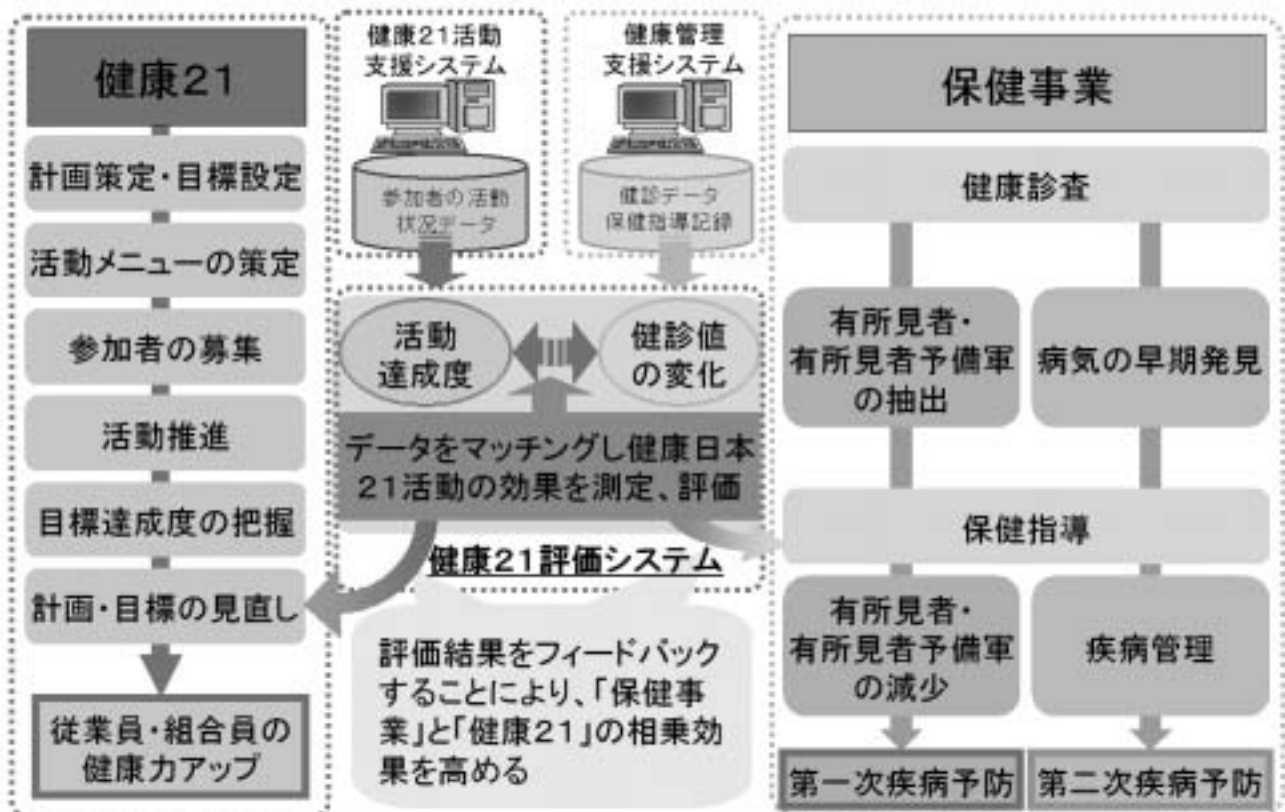 健康21
計画策定・目標設定
活動メニューの策定
参加者の募集
活動推進
目標達成度の把握
計画・目標の見直し
従業員・組合員の
健康力アップ
健康21活動
支援システム
参加者の活動
状況データ
健康管理
支援システム
健診データ
保健指導記録
活動
達成度
健診値
の変化
データをマッチングし健康日本
21活動の効果を測定、評価
健康21評価システム
評価結果をフィードバック
することにより、「保健事
業」と「健康21」の相乗効
果を高める
保健事業
健康診査
有所見者・
有所見者予備軍
の抽出
病気の早期発見
保健指導
有所見者・
有所見者予備軍
の減少
疾病管理
第一次疾病予防
第二次疾病予防